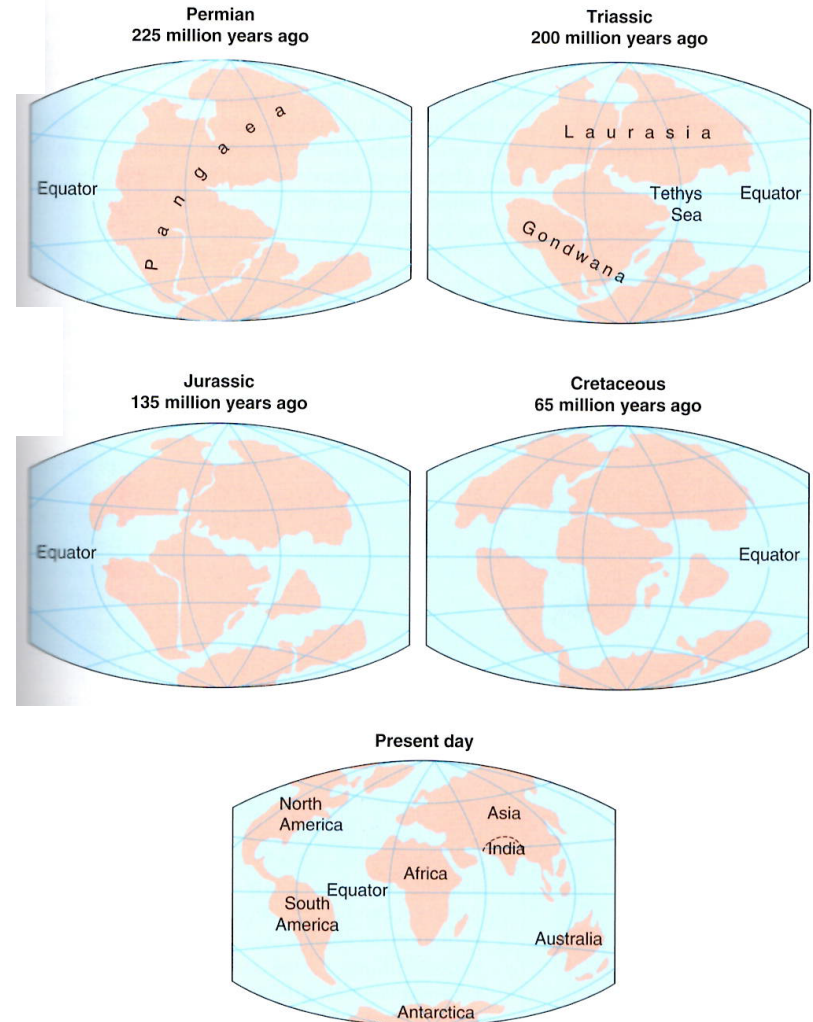 Permian
225 million years ago
Pangaea
Equator
Triassic
200 million years ago
Laurasia
Tethys
Sea
Equator
Gondwana
Jurassic
135 million years ago
Equator
Cretaceous
65 million years ago
Equator
Present day
North
America
Asia
India
Africa
Equator
South
America
Australia
Antarctica